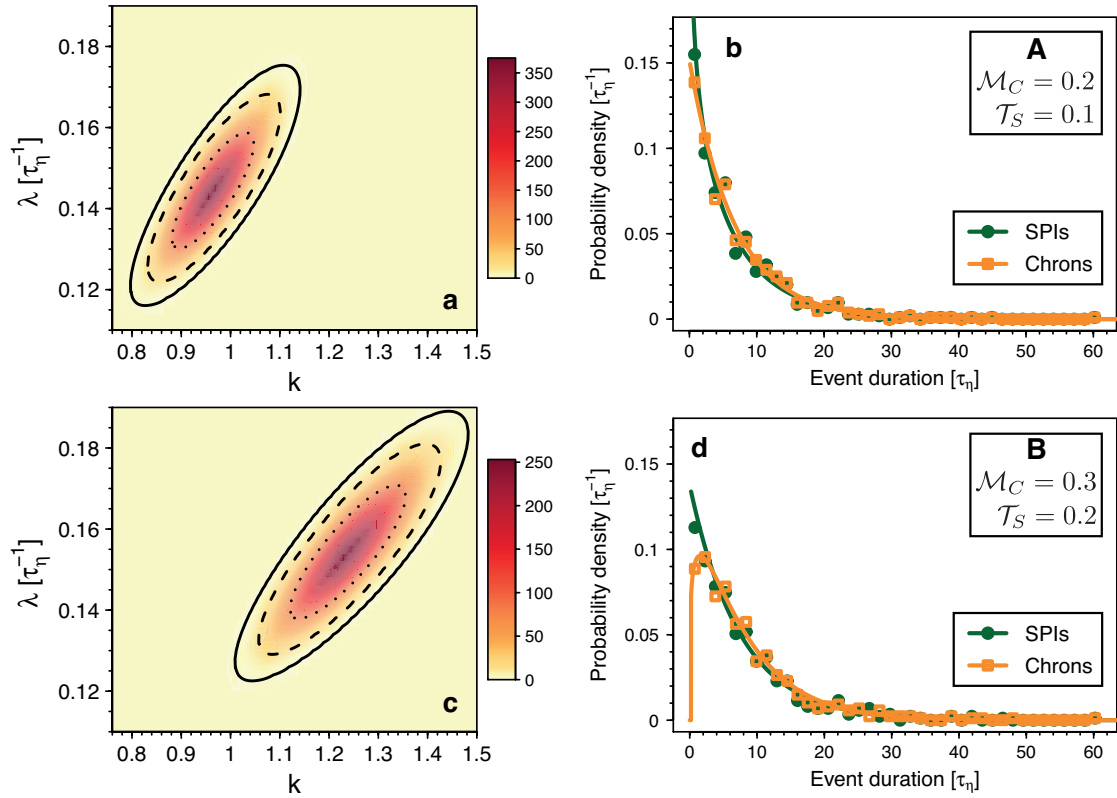 0.18
0.16
0.14
0.12
λ [τη⁻¹]
0.8 0.9 1 1.1 1.2 1.3 1.4 1.5
k
a
350
300
250
200
150
100
50
0
b
Probability density [τη⁻¹]
0.15
0.1
0.05
0
0 10 20 30 40 50 60
Event duration [τη]
A
ℳC = 0.2
𝒯S = 0.1
SPIs
Chrons
0.18
0.16
0.14
0.12
λ [τη⁻¹]
0.8 0.9 1 1.1 1.2 1.3 1.4 1.5
k
c
250
200
150
100
50
0
d
Probability density [τη⁻¹]
0.15
0.1
0.05
0
0 10 20 30 40 50 60
Event duration [τη]
B
ℳC = 0.3
𝒯S = 0.2
SPIs
Chrons